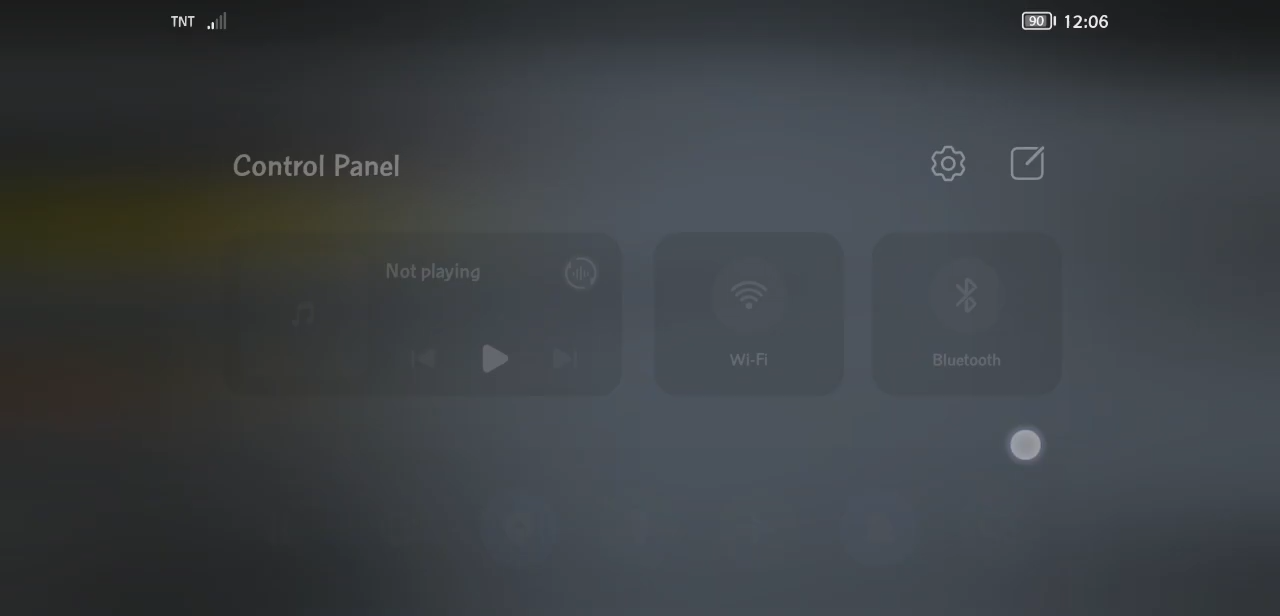 TNT
90 12:06
Control Panel
Not playing
Wi-Fi
Bluetooth